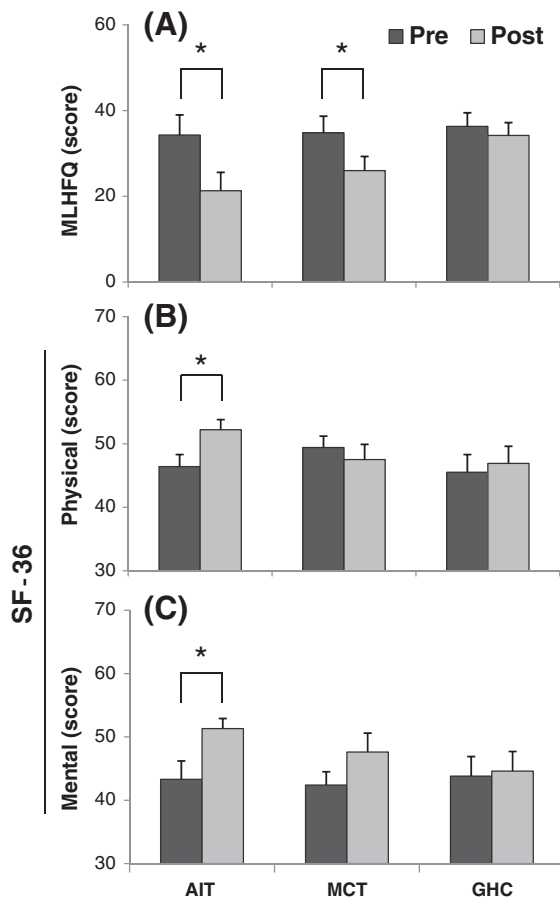 (A)
Pre Post
MLHFQ (score)
60
40
20
0
*
*
(B)
SF-36
Physical (score)
70
60
50
40
30
*
(C)
Mental (score)
70
60
50
40
30
*
AIT MCT GHC